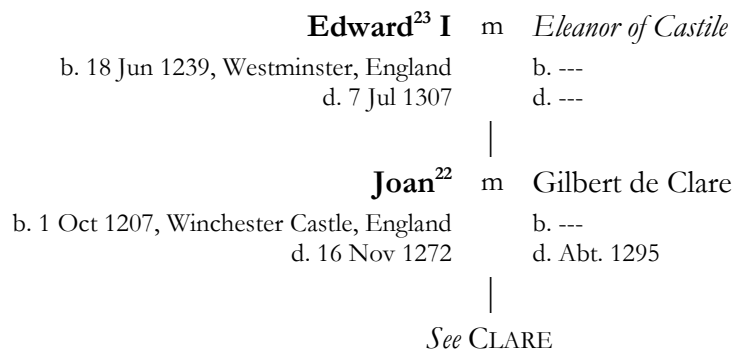 Edward23 I m Eleanor of Castile
b. 18 Jun 1239, Westminster, England b. ---
d. 7 Jul 1307 d. ---
Joan22 m Gilbert de Clare
b. 1 Oct 1207, Winchester Castle, England b. ---
d. 16 Nov 1272 d. Abt. 1295
See CLARE